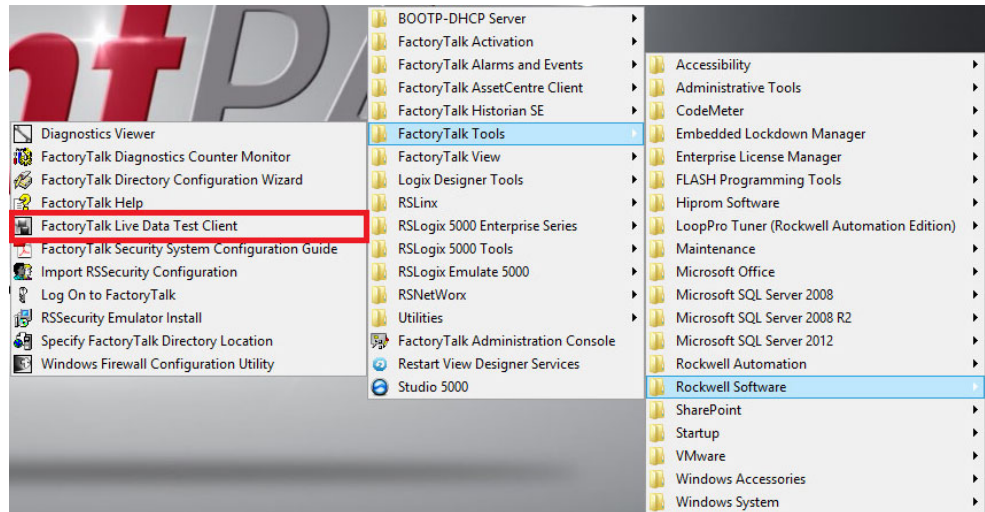 ntPA
BOOTP-DHCP Server
FactoryTalk Activation
FactoryTalk Alarms and Events
FactoryTalk AssetCentre Client
FactoryTalk Historian SE
FactoryTalk Tools
FactoryTalk View
Logix Designer Tools
RSLinx
RSLogix 5000 Enterprise Series
RSLogix 5000 Tools
RSLogix Emulate 5000
RSNetWorx
Utilities
FactoryTalk Administration Console
Restart View Designer Services
Studio 5000
Diagnostics Viewer
FactoryTalk Diagnostics Counter Monitor
FactoryTalk Directory Configuration Wizard
FactoryTalk Help
FactoryTalk Live Data Test Client
FactoryTalk Security System Configuration Guide
Import RSSecurity Configuration
Log On to FactoryTalk
RSSecurity Emulator Install
Specify FactoryTalk Directory Location
Windows Firewall Configuration Utility
Accessibility
Administrative Tools
CodeMeter
Embedded Lockdown Manager
Enterprise License Manager
FLASH Programming Tools
Hiprom Software
LoopPro Tuner (Rockwell Automation Edition)
Maintenance
Microsoft Office
Microsoft SQL Server 2008
Microsoft SQL Server 2008 R2
Microsoft SQL Server 2012
Rockwell Automation
Rockwell Software
SharePoint
Startup
VMware
Windows Accessories
Windows System